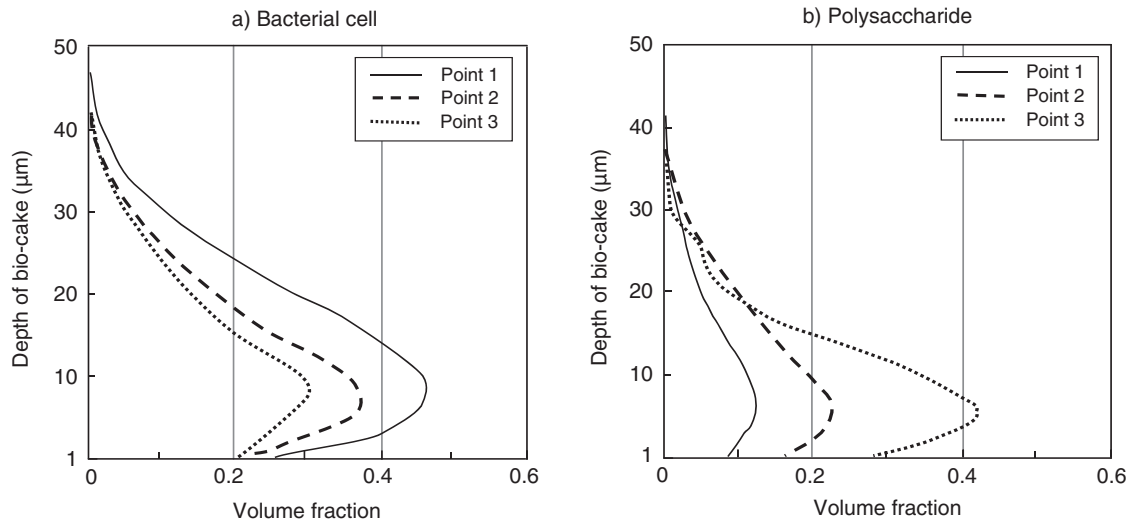 a) Bacterial cell
50
40
30
20
10
1
0
0.2
0.4
0.6
Depth of bio-cake (μm)
Volume fraction
Point 1
Point 2
Point 3
b) Polysaccharide
50
40
30
20
10
1
0
0.2
0.4
0.6
Depth of bio-cake (μm)
Volume fraction
Point 1
Point 2
Point 3